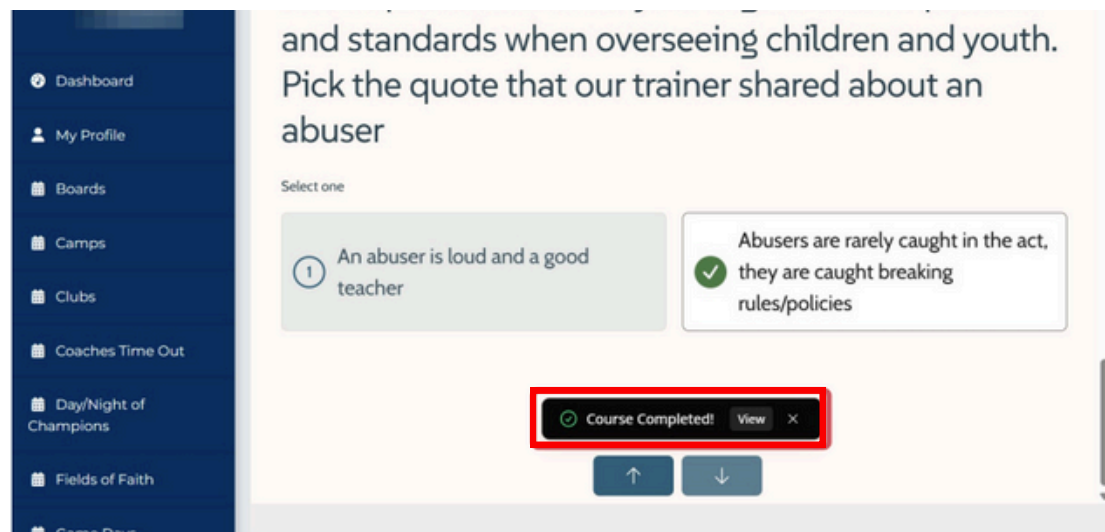 and standards when overseeing children and youth.
Pick the quote that our trainer shared about an
abuser
Select one
1
An abuser is loud and a good
teacher
Abusers are rarely caught in the act,
they are caught breaking
rules/policies
Course Completed!
View
Dashboard
My Profile
Boards
Camps
Clubs
Coaches Time Out
Day/Night of
Champions
Fields of Faith